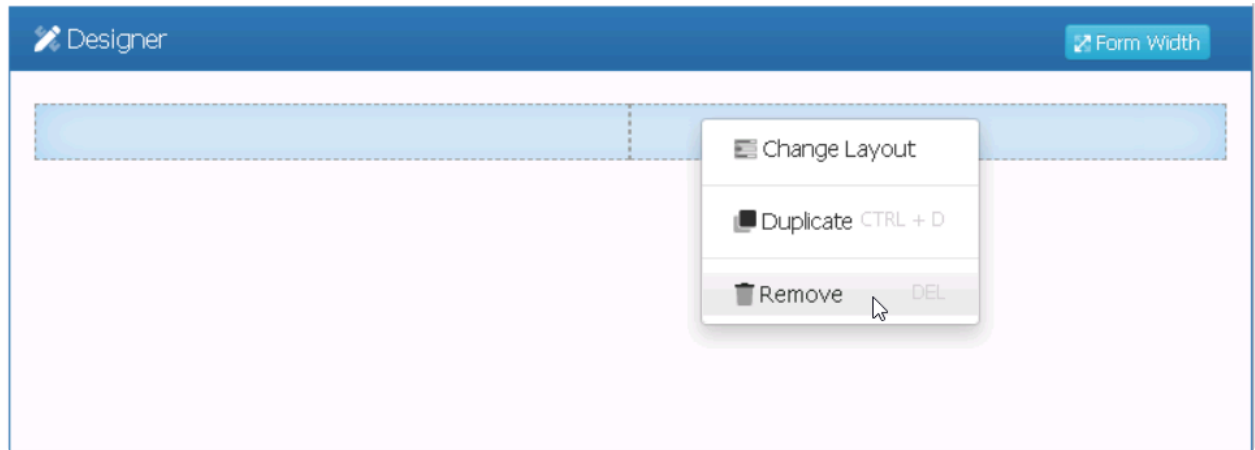 Designer
Form Width
Change Layout
Duplicate CTRL + D
Remove DEL